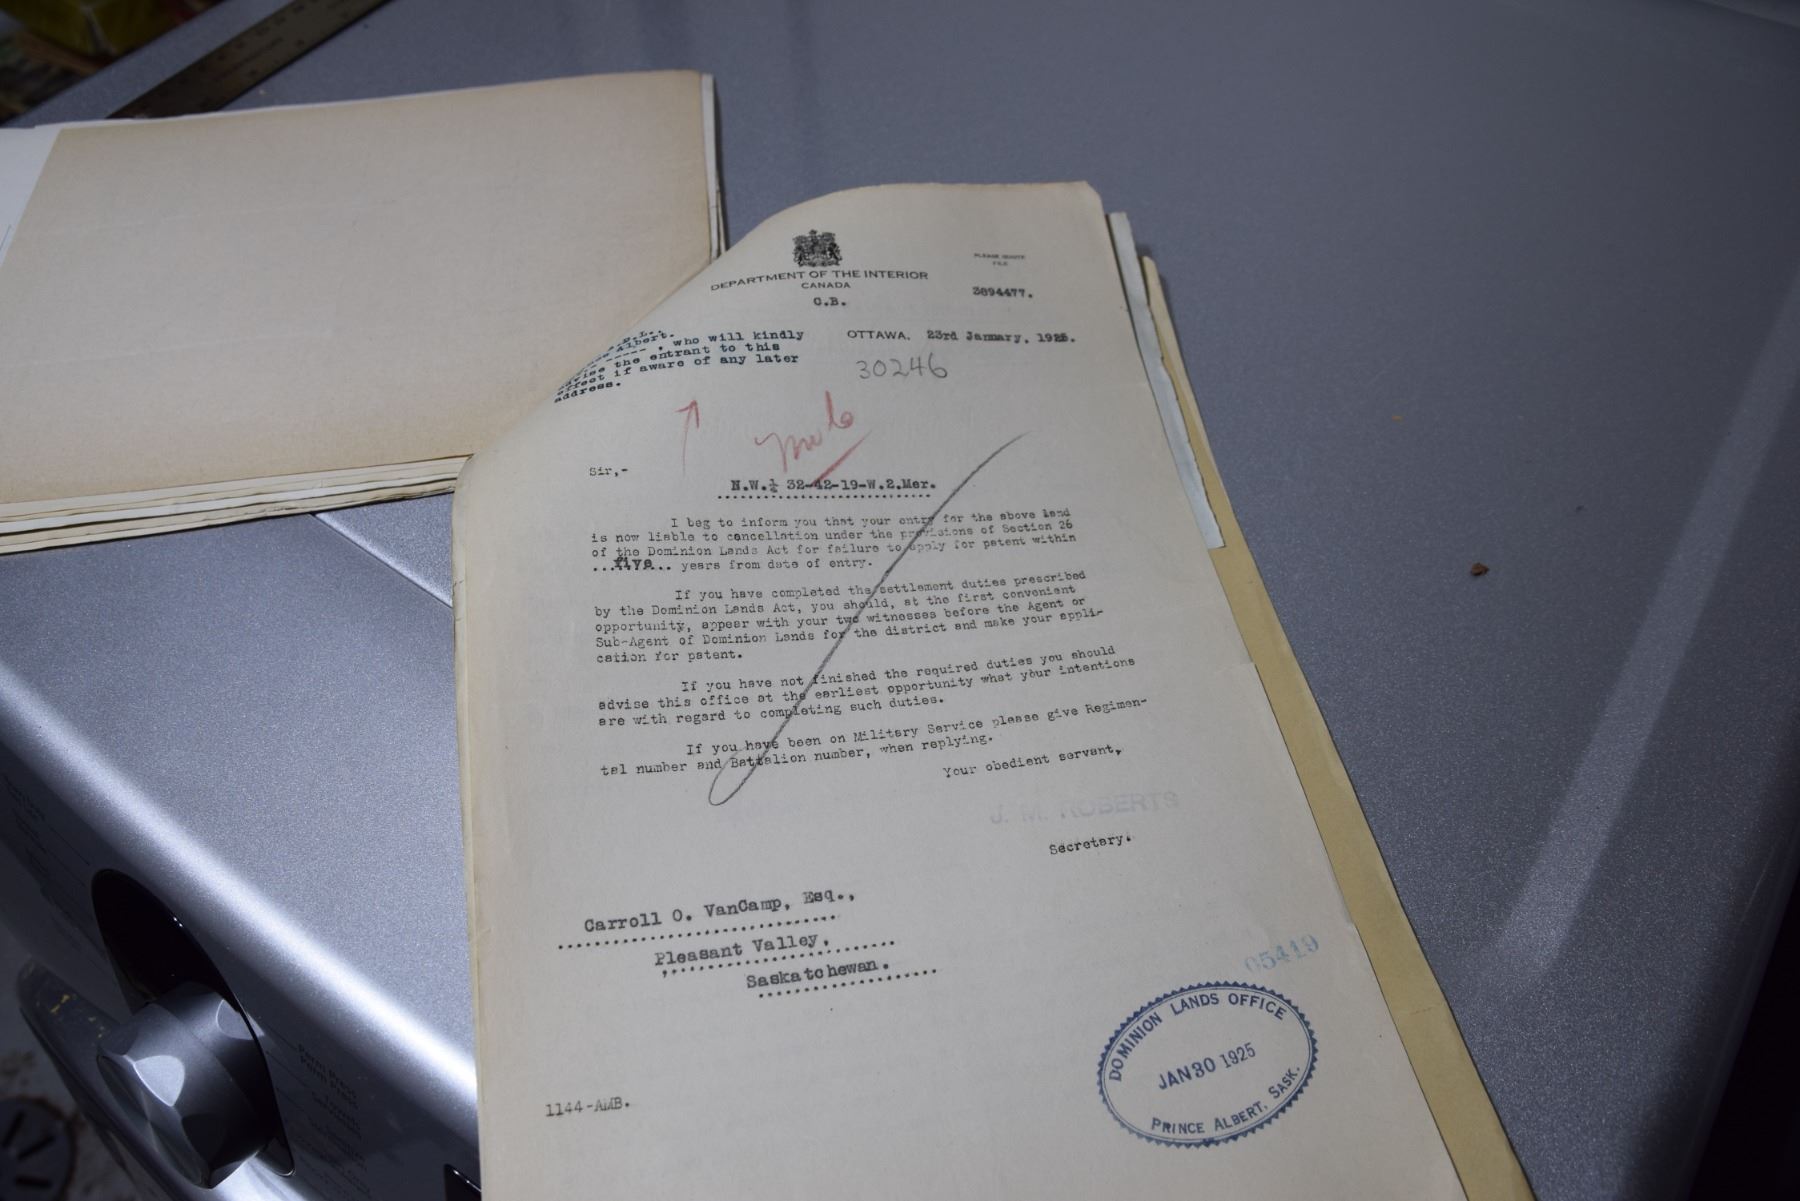 DEPARTMENT OF THE INTERIOR
CANADA
C.B.
PLEASE QUOTE
FILE
3894477.
Albert.
, who will kindly
the entrant to this
effect if aware of any later
address.
OTTAWA, 23rd January, 1925.
30246
Sir,-
N.W.¼ 32-42-19-W.2.Mer.
I beg to inform you that your entry for the above land
is now liable to cancellation under the provisions of Section 26
of the Dominion Lands Act for failure to apply for patent within
...five... years from date of entry.
If you have completed the settlement duties prescribed
by the Dominion Lands Act, you should, at the first convenient
opportunity, appear with your two witnesses before the Agent or
Sub-Agent of Dominion Lands for the district and make your appli-
cation for patent.
If you have not finished the required duties you should
advise this office at the earliest opportunity what your intentions
are with regard to completing such duties.
If you have been on Military Service please give Regimen-
tal number and Battalion number, when replying.
Your obedient servant,
J. M. ROBERTS
Secretary.
Carroll O. VanCamp, Esq.,
Pleasant Valley,
Saskatchewan.
05419
DOMINION LANDS OFFICE
JAN 30 1925
PRINCE ALBERT, SASK.
1144-AMB.
Perm Press
Perm Press